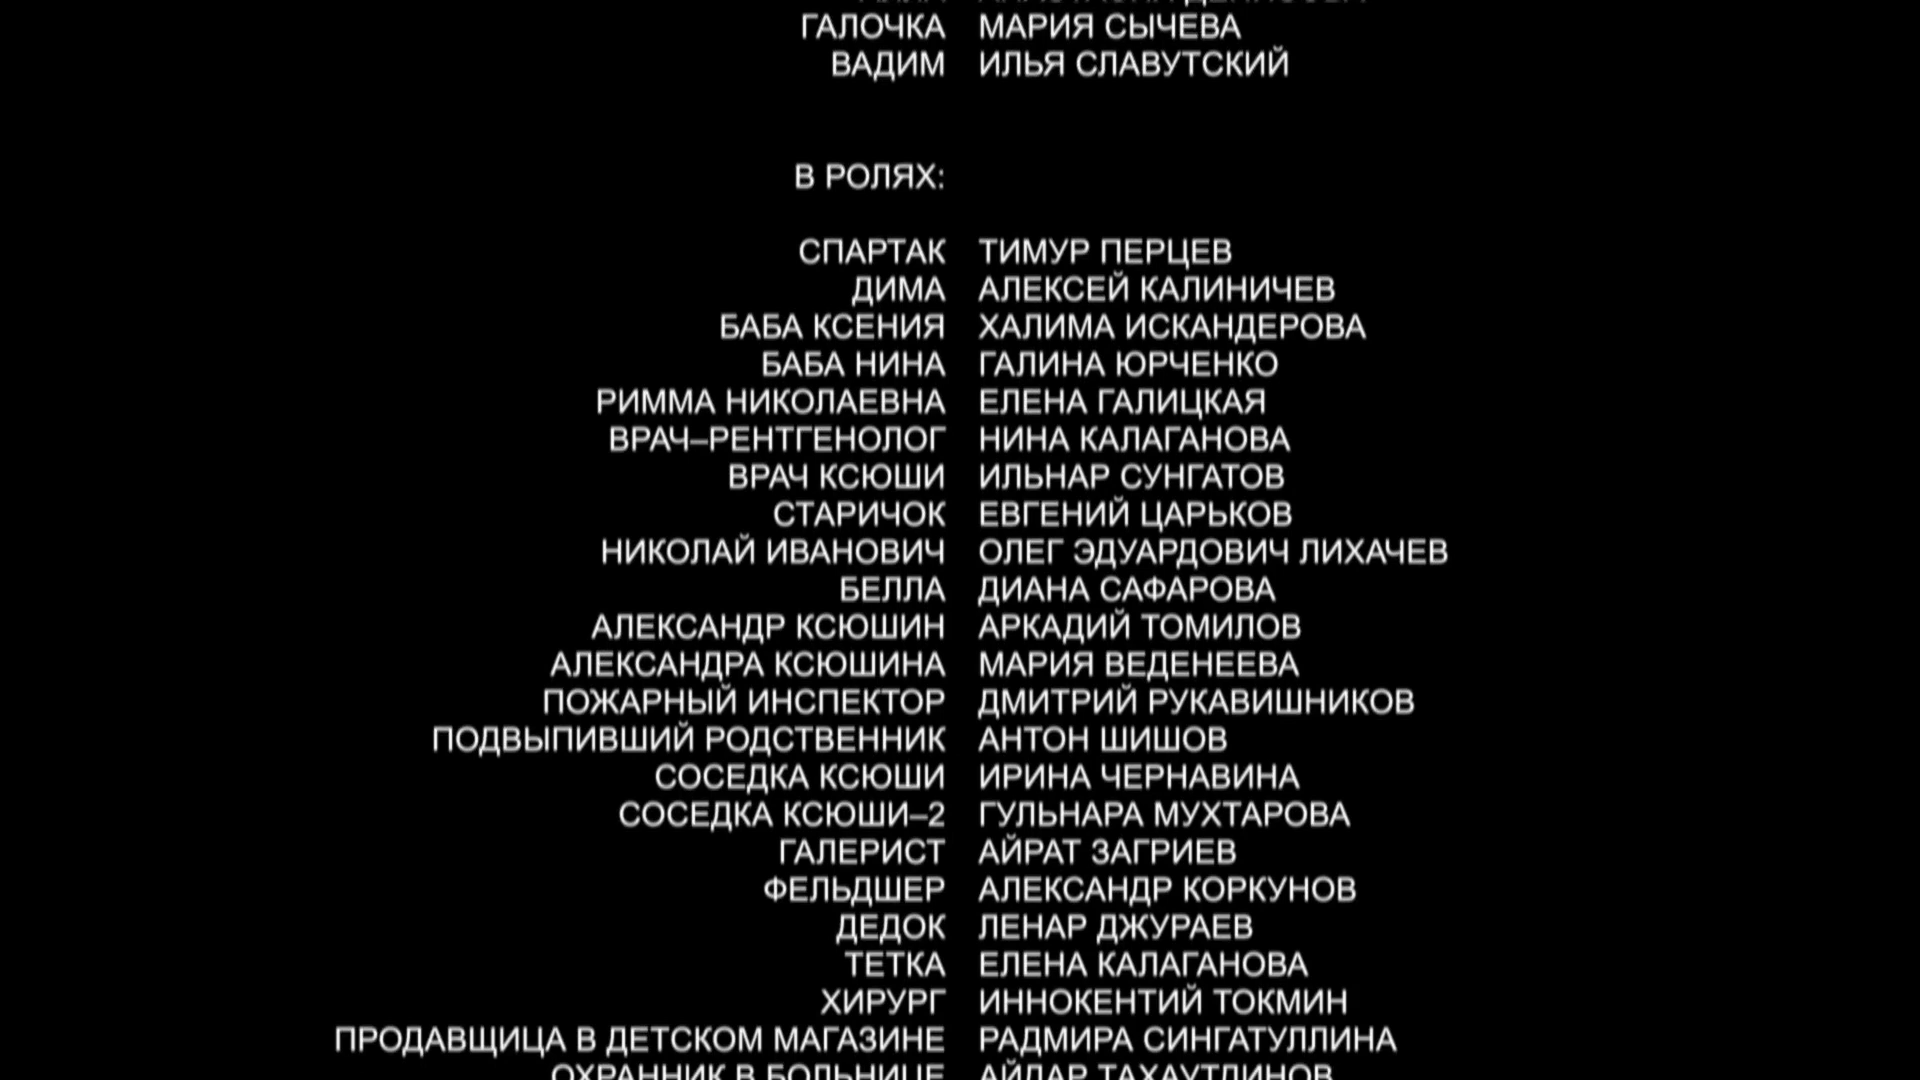 ГАЛОЧКА МАРИЯ СЫЧЕВА
ВАДИМ ИЛЬЯ СЛАВУТСКИЙ
В РОЛЯХ:
СПАРТАК ТИМУР ПЕРЦЕВ
ДИМА АЛЕКСЕЙ КАЛИНИЧЕВ
БАБА КСЕНИЯ ХАЛИМА ИСКАНДЕРОВА
БАБА НИНА ГАЛИНА ЮРЧЕНКО
РИММА НИКОЛАЕВНА ЕЛЕНА ГАЛИЦКАЯ
ВРАЧ–РЕНТГЕНОЛОГ НИНА КАЛАГАНОВА
ВРАЧ КСЮШИ ИЛЬНАР СУНГАТОВ
СТАРИЧОК ЕВГЕНИЙ ЦАРЬКОВ
НИКОЛАЙ ИВАНОВИЧ ОЛЕГ ЭДУАРДОВИЧ ЛИХАЧЕВ
БЕЛЛА ДИАНА САФАРОВА
АЛЕКСАНДР КСЮШИН АРКАДИЙ ТОМИЛОВ
АЛЕКСАНДРА КСЮШИНА МАРИЯ ВЕДЕНЕЕВА
ПОЖАРНЫЙ ИНСПЕКТОР ДМИТРИЙ РУКАВИШНИКОВ
ПОДВЫПИВШИЙ РОДСТВЕННИК АНТОН ШИШОВ
СОСЕДКА КСЮШИ ИРИНА ЧЕРНАВИНА
СОСЕДКА КСЮШИ–2 ГУЛЬНАРА МУХТАРОВА
ГАЛЕРИСТ АЙРАТ ЗАГРИЕВ
ФЕЛЬДШЕР АЛЕКСАНДР КОРКУНОВ
ДЕДОК ЛЕНАР ДЖУРАЕВ
ТЕТКА ЕЛЕНА КАЛАГАНОВА
ХИРУРГ ИННОКЕНТИЙ ТОКМИН
ПРОДАВЩИЦА В ДЕТСКОМ МАГАЗИНЕ РАДМИРА СИНГАТУЛЛИНА
ОХРАННИК В БОЛЬНИЦЕ АЙДАР ТАХАУТДИНОВ